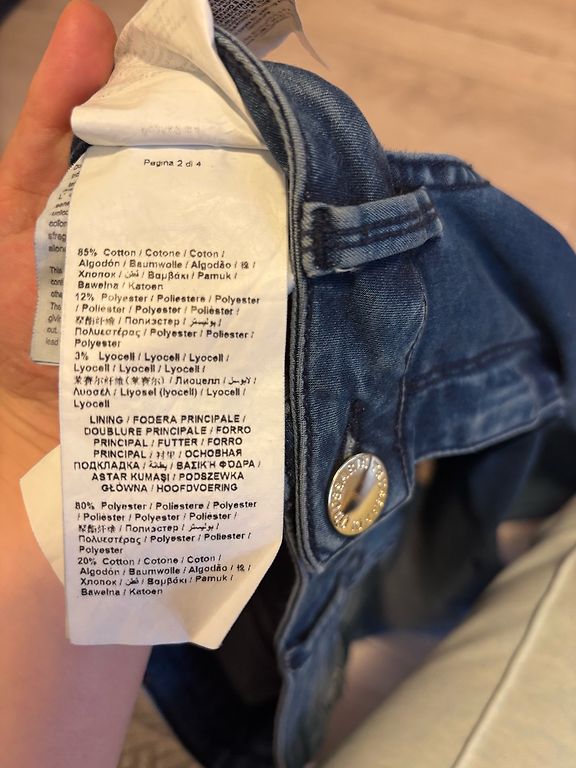 Pagina 2 di 4
85% Cotton / Cotone / Coton /
Algodón / Baumwolle / Algodão / 棉 /
Хлопок / قطن / Βαμβάκι / Pamuk /
Bawełna / Katoen
12% Polyester / Poliestere / Polyester
/ Poliéster / Polyester / Poliéster /
聚酯纤维 / Полиэстер / بوليستر /
Πολυεστέρας / Polyester / Poliester /
Polyester
3% Lyocell / Lyocell / Lyocell /
Lyocell / Lyocell / Lyocell /
莱赛尔纤维 (莱赛尔) / Лиоцелл / لايوسل /
Λυοσέλ / Liyosel (lyocell) / Lyocell /
Lyocell
LINING / FODERA PRINCIPALE /
DOUBLURE PRINCIPALE / FORRO
PRINCIPAL / FUTTER / FORRO
PRINCIPAL / 衬里 / ОСНОВНАЯ
ПОДКЛАДКА / بطانة / ΒΑΣΙΚΉ ΦΌΔΡΑ /
ASTAR KUMAŞI / PODSZEWKA
GŁÓWNA / HOOFDVOERING
80% Polyester / Poliestere / Polyester
/ Poliéster / Polyester / Poliéster /
聚酯纤维 / Полиэстер / بوليستر /
Πολυεστέρας / Polyester / Poliester /
Polyester
20% Cotton / Cotone / Coton /
Algodón / Baumwolle / Algodão / 棉 /
Хлопок / قطن / Βαμβάκι / Pamuk /
Bawełna / Katoen